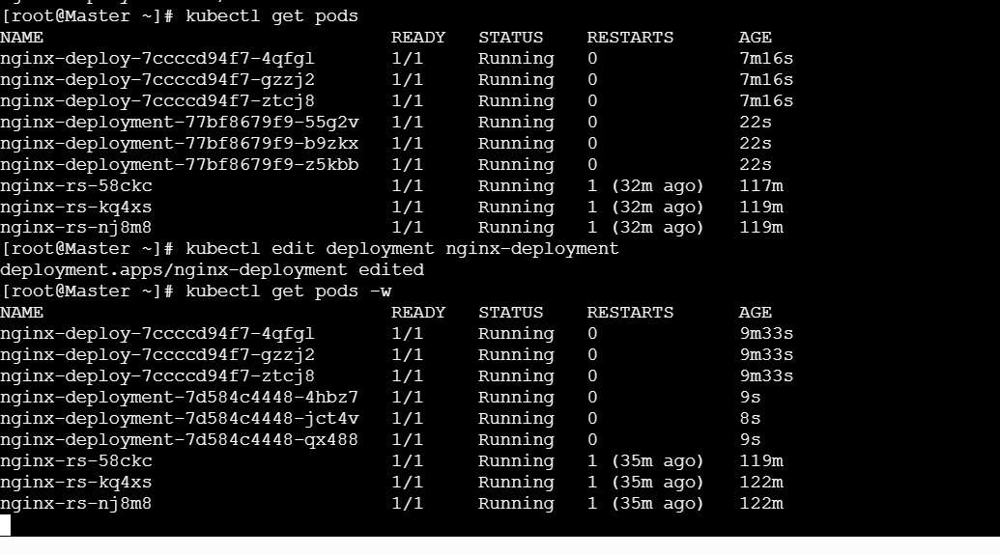 [root@Master ~]# kubectl get pods
NAME READY STATUS RESTARTS AGE
nginx-deploy-7ccccd94f7-4qfgl 1/1 Running 0 7m16s
nginx-deploy-7ccccd94f7-gzzj2 1/1 Running 0 7m16s
nginx-deploy-7ccccd94f7-ztcj8 1/1 Running 0 7m16s
nginx-deployment-77bf8679f9-55g2v 1/1 Running 0 22s
nginx-deployment-77bf8679f9-b9zkx 1/1 Running 0 22s
nginx-deployment-77bf8679f9-z5kbb 1/1 Running 0 22s
nginx-rs-58ckc 1/1 Running 1 (32m ago) 117m
nginx-rs-kq4xs 1/1 Running 1 (32m ago) 119m
nginx-rs-nj8m8 1/1 Running 1 (32m ago) 119m
[root@Master ~]# kubectl edit deployment nginx-deployment
deployment.apps/nginx-deployment edited
[root@Master ~]# kubectl get pods -w
NAME READY STATUS RESTARTS AGE
nginx-deploy-7ccccd94f7-4qfgl 1/1 Running 0 9m33s
nginx-deploy-7ccccd94f7-gzzj2 1/1 Running 0 9m33s
nginx-deploy-7ccccd94f7-ztcj8 1/1 Running 0 9m33s
nginx-deployment-7d584c4448-4hbz7 1/1 Running 0 9s
nginx-deployment-7d584c4448-jct4v 1/1 Running 0 8s
nginx-deployment-7d584c4448-qx488 1/1 Running 0 9s
nginx-rs-58ckc 1/1 Running 1 (35m ago) 119m
nginx-rs-kq4xs 1/1 Running 1 (35m ago) 122m
nginx-rs-nj8m8 1/1 Running 1 (35m ago) 122m